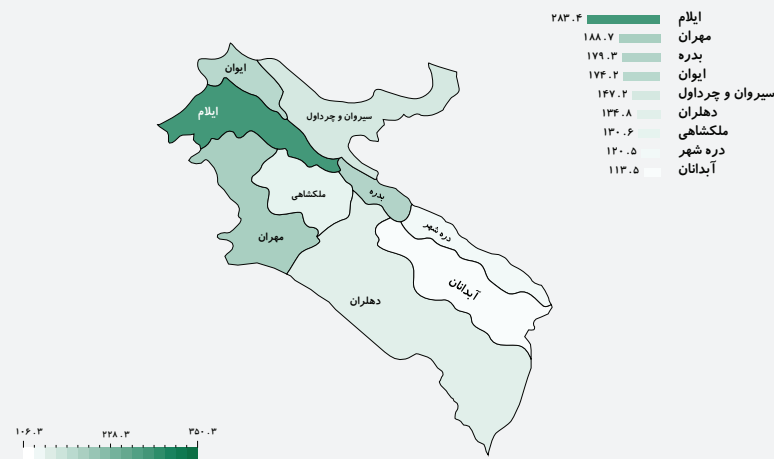 ایلام ۲۸۳.۴
مهران ۱۸۸.۷
بدره ۱۷۹.۳
ایوان ۱۷۴.۲
سیروان و چرداول ۱۴۷.۲
دهلران ۱۳۴.۸
ملکشاهی ۱۳۰.۶
دره شهر ۱۲۰.۵
آبدانان ۱۱۳.۵
ایوان
ایلام
سیروان و چرداول
ملکشاهی
بدره
مهران
دره شهر
آبدانان
دهلران
۱۰۶.۳ ۲۲۸.۳ ۳۵۰.۳